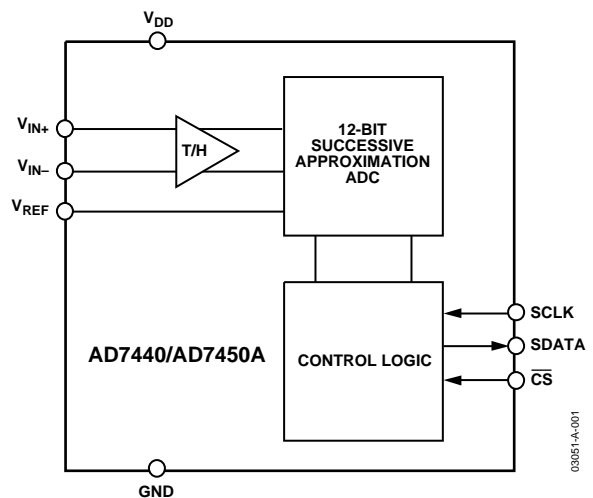 VDD
VIN+
VIN–
VREF
T/H
12-BIT
SUCCESSIVE
APPROXIMATION
ADC
AD7440/AD7450A
CONTROL LOGIC
SCLK
SDATA
CS
GND
03051-A-001